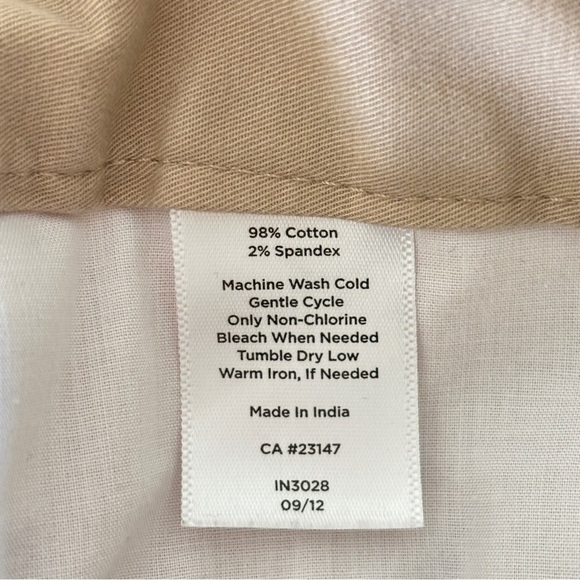 98% Cotton
2% Spandex
Machine Wash Cold
Gentle Cycle
Only Non-Chlorine
Bleach When Needed
Tumble Dry Low
Warm Iron, If Needed
Made In India
CA #23147
IN3028
09/12